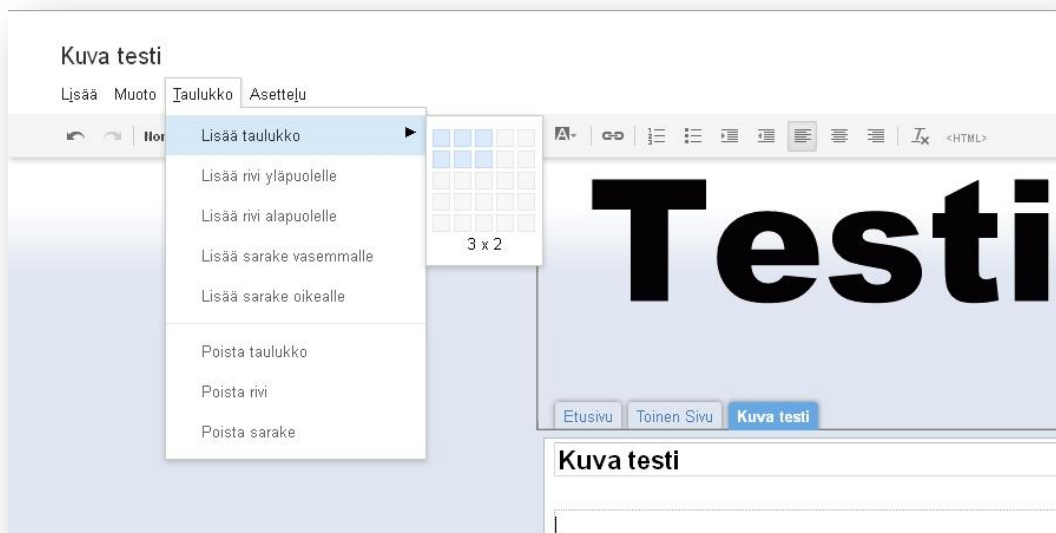 Kuva testi
Lisää Muoto Taulukko Asettelu
Lisää taulukko
<HTML>
Lisää rivi yläpuolelle
Lisää rivi alapuolelle
Lisää sarake vasemmalle
Lisää sarake oikealle
3 x 2
Poista taulukko
Poista rivi
Poista sarake
Testi
Etusivu Toinen Sivu Kuva testi
Kuva testi